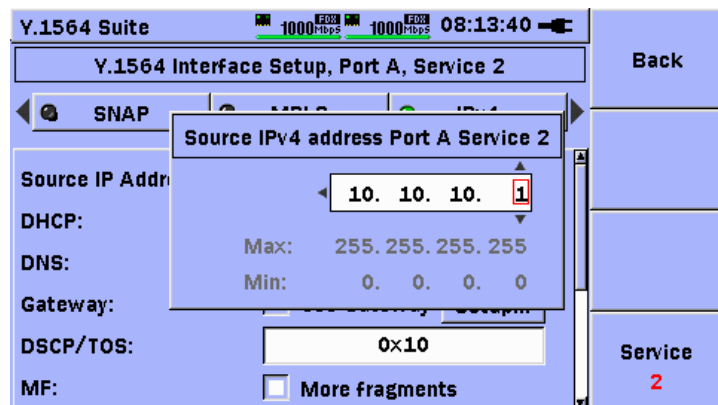 Y.1564 Suite 1000 FDX Mbps 1000 FDX Mbps 08:13:40
Back
Y.1564 Interface Setup, Port A, Service 2
SNAP
Source IPv4 address Port A Service 2
Source IP Addr
10. 10. 10. 1
DHCP:
Max: 255. 255. 255. 255
DNS:
Min: 0. 0. 0. 0
Gateway:
DSCP/TOS: 0x10
Service
2
MF: More fragments